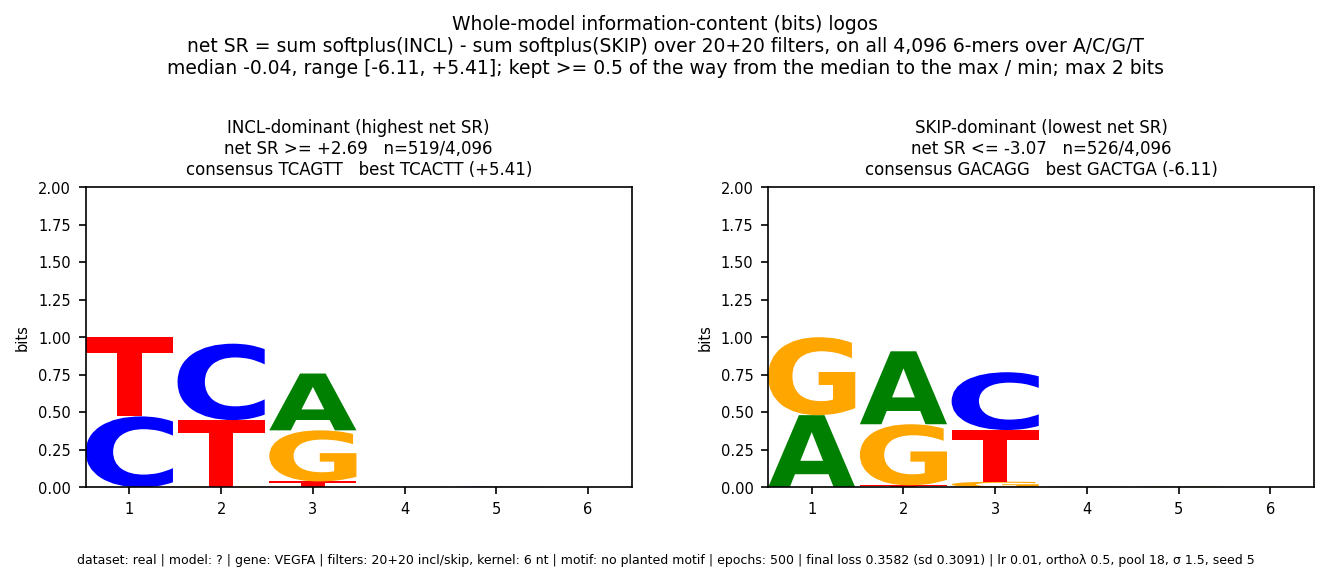 Whole-model information-content (bits) logos
net SR = sum softplus(INCL) - sum softplus(SKIP) over 20+20 filters, on all 4,096 6-mers over A/C/G/T
median -0.04, range [-6.11, +5.41]; kept >= 0.5 of the way from the median to the max / min; max 2 bits
INCL-dominant (highest net SR)
net SR >= +2.69   n=519/4,096
consensus TCAGTT   best TCACTT (+5.41)
2.00
1.75
1.50
1.25
1.00
0.75
0.50
0.25
0.00
bits
T C A
C T G
T
1 2 3 4 5 6
SKIP-dominant (lowest net SR)
net SR <= -3.07   n=526/4,096
consensus GACAGG   best GACTGA (-6.11)
2.00
1.75
1.50
1.25
1.00
0.75
0.50
0.25
0.00
bits
G A C
A G T
G
1 2 3 4 5 6
dataset: real | model: ? | gene: VEGFA | filters: 20+20 incl/skip, kernel: 6 nt | motif: no planted motif | epochs: 500 | final loss 0.3582 (sd 0.3091) | lr 0.01, orthoλ 0.5, pool 18, σ 1.5, seed 5